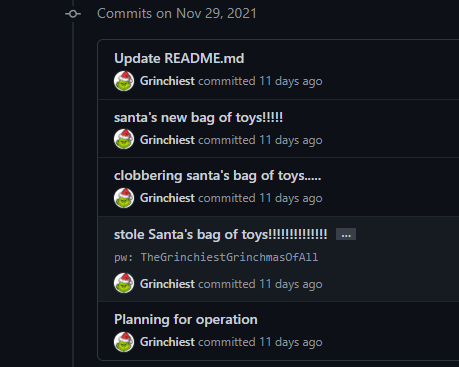 Commits on Nov 29, 2021
Update README.md
Grinchiest committed 11 days ago
santa's new bag of toys!!!!!
Grinchiest committed 11 days ago
clobbering santa's bag of toys.....
Grinchiest committed 11 days ago
stole Santa's bag of toys!!!!!!!!!!!!!! ...
pw: TheGrinchiestGrinchmasOfAll
Grinchiest committed 11 days ago
Planning for operation
Grinchiest committed 11 days ago